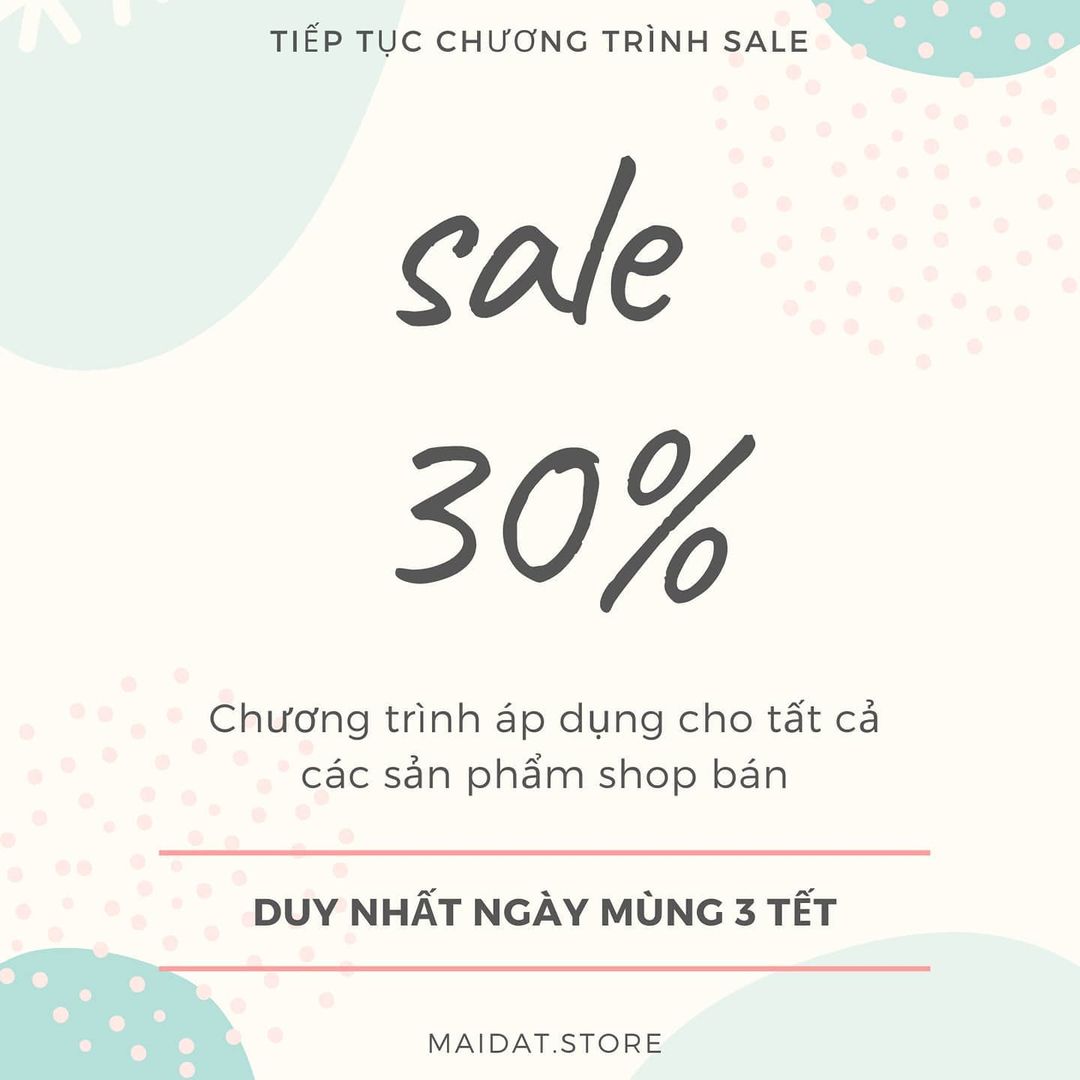 TIẾP TỤC CHƯƠNG TRÌNH SALE
sale
30%
Chương trình áp dụng cho tất cả
các sản phẩm shop bán
DUY NHẤT NGÀY MÙNG 3 TẾT
MAIDAT.STORE